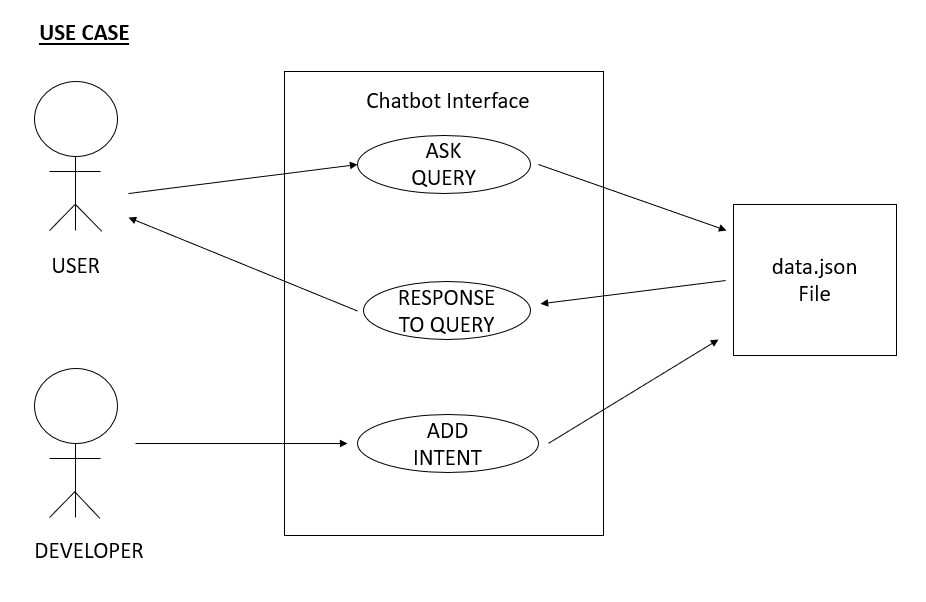 USE CASE
Chatbot Interface
ASK
QUERY
USER
data.json
File
RESPONSE
TO QUERY
ADD
INTENT
DEVELOPER